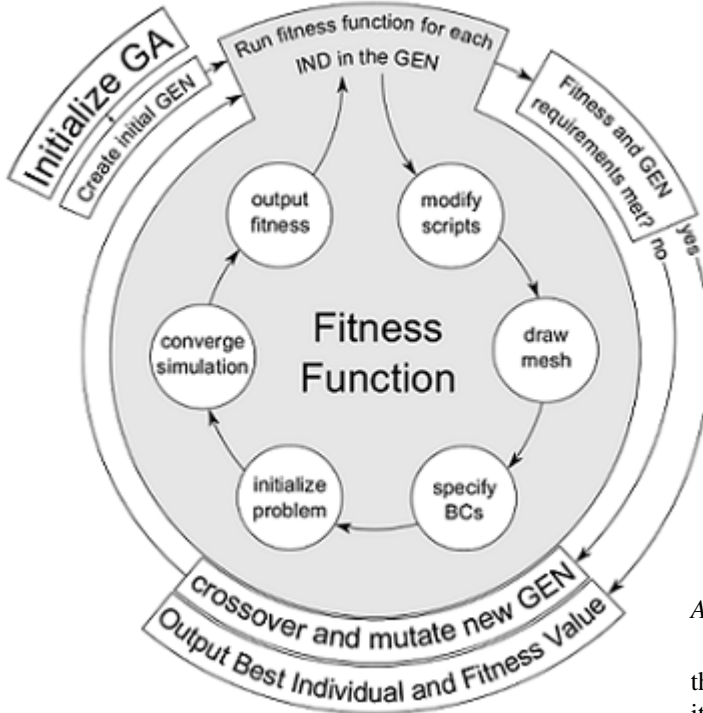 Initialize GA
Create initial GEN
Run fitness function for each
IND in the GEN
Fitness and GEN
requirements met?
no
yes
output
fitness
modify
scripts
converge
simulation
Fitness
Function
draw
mesh
initialize
problem
specify
BCs
crossover and mutate new GEN
Output Best Individual and Fitness Value